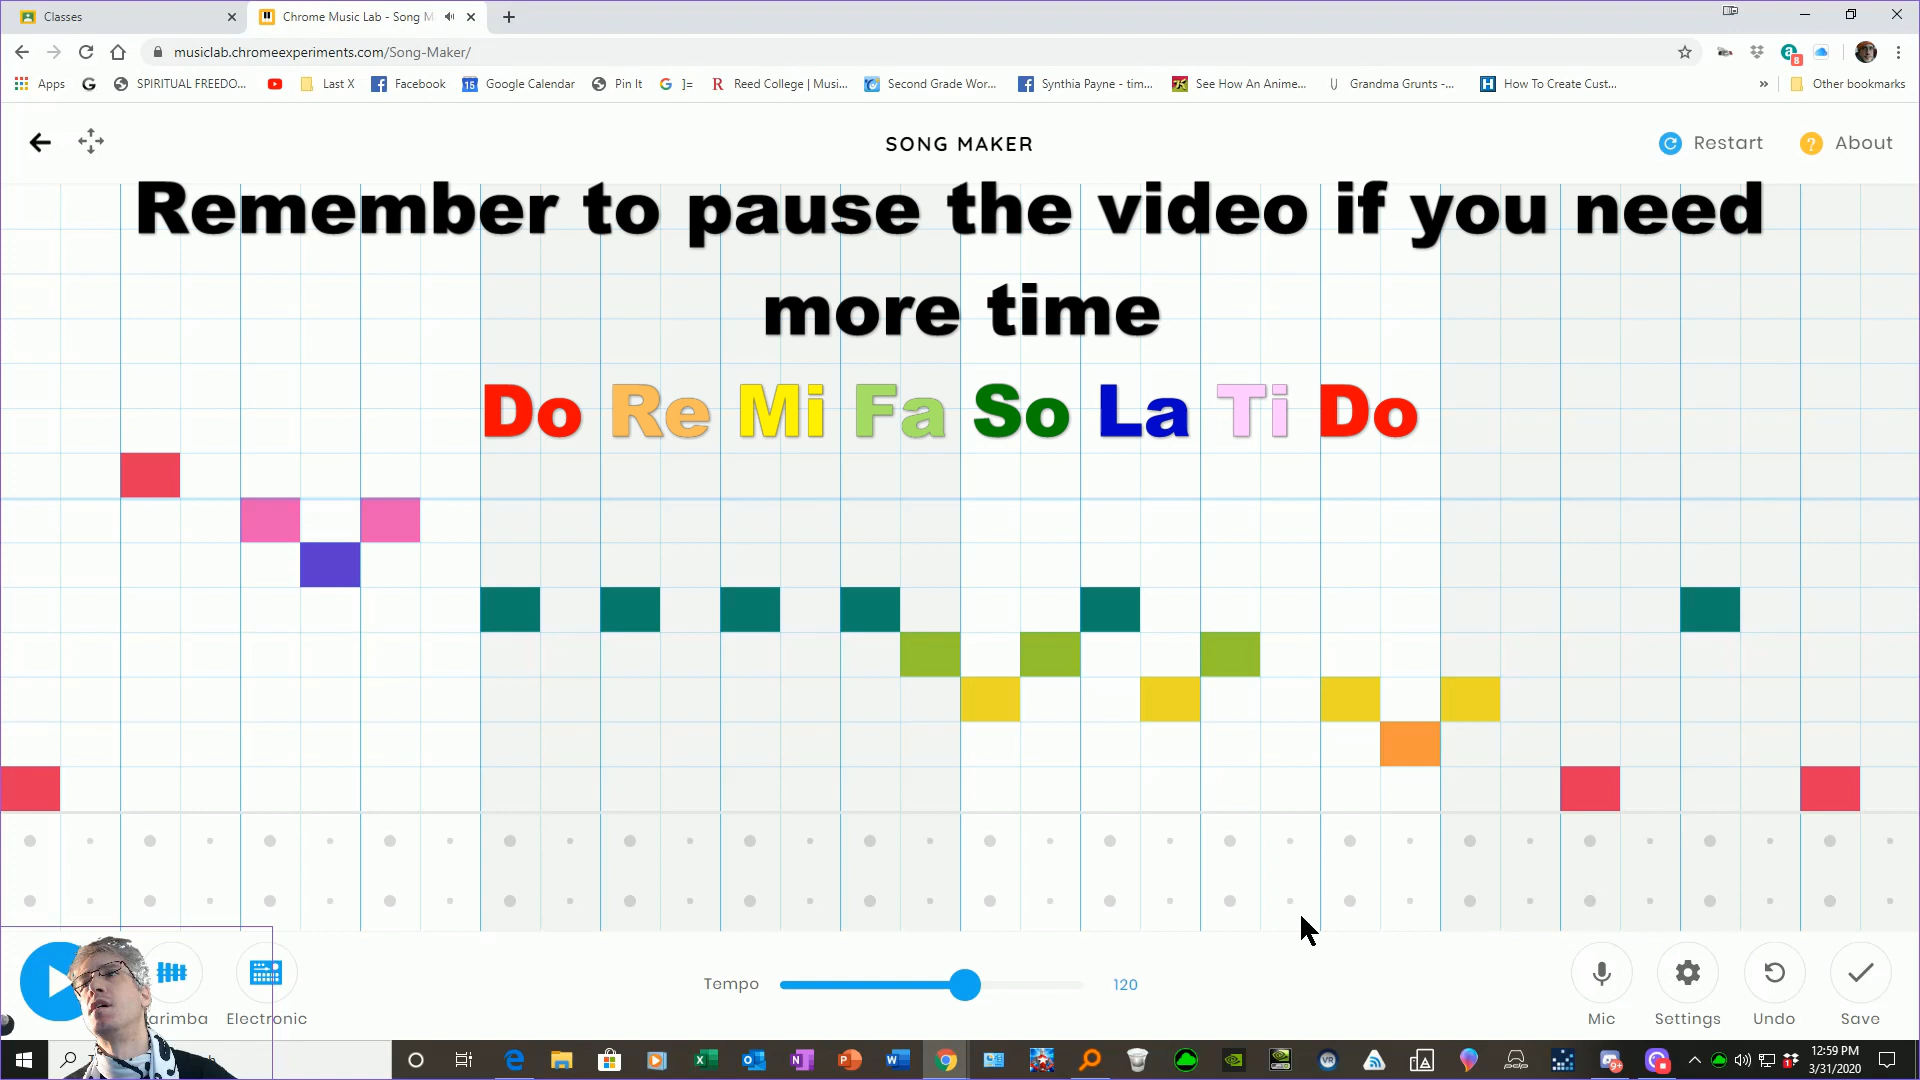 Classes
Chrome Music Lab - Song M
musiclab.chromeexperiments.com/Song-Maker/
8
Apps
G
SPIRITUAL FREEDO...
Last X
Facebook
15
Google Calendar
Pin It
G
]=
R
Reed College | Musi...
Second Grade Wor...
Synthia Payne - tim...
See How An Anime...
Grandma Grunts -...
H
How To Create Cust...
»
Other bookmarks
SONG MAKER
Restart
? About
Remember to pause the video if you need
more time
Do Re Mi Fa So La Ti Do
Tempo
120
arimba
Electronic
Mic
Settings
Undo
Save
12:59 PM
3/31/2020